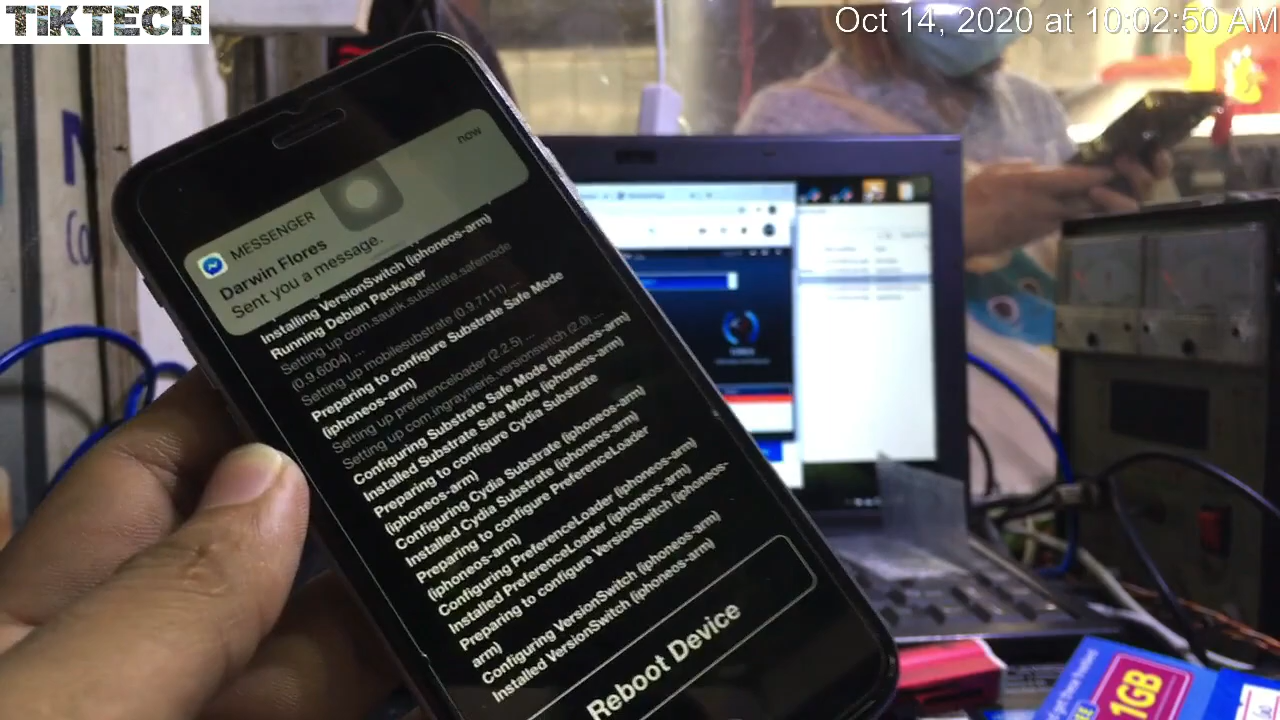 TIKTECH
Oct 14, 2020 at 10:02:50 AM
MESSENGER
now
Darwin Flores
Sent you a message.
Installing VersionSwitch (iphoneos-arm)
Running Debian Packager
Setting up com.saurik.substrate.safemode
(0.9.6004) ...
Setting up mobilesubstrate (0.9.7111) ...
Preparing to configure Substrate Safe Mode
(iphoneos-arm)
Setting up preferenceloader (2.2.5) ...
Setting up com.ingraynieris.versionswitch (2.0) ...
Configuring Substrate Safe Mode (iphoneos-arm)
Installed Substrate Safe Mode (iphoneos-arm)
Preparing to configure Cydia Substrate
(iphoneos-arm)
Configuring Cydia Substrate (iphoneos-arm)
Installed Cydia Substrate (iphoneos-arm)
Preparing to configure PreferenceLoader
(iphoneos-arm)
Configuring PreferenceLoader (iphoneos-arm)
Installed PreferenceLoader (iphoneos-arm)
Preparing to configure VersionSwitch (iphoneos-
arm)
Configuring VersionSwitch (iphoneos-arm)
Installed VersionSwitch (iphoneos-arm)
Reboot Device
1GB